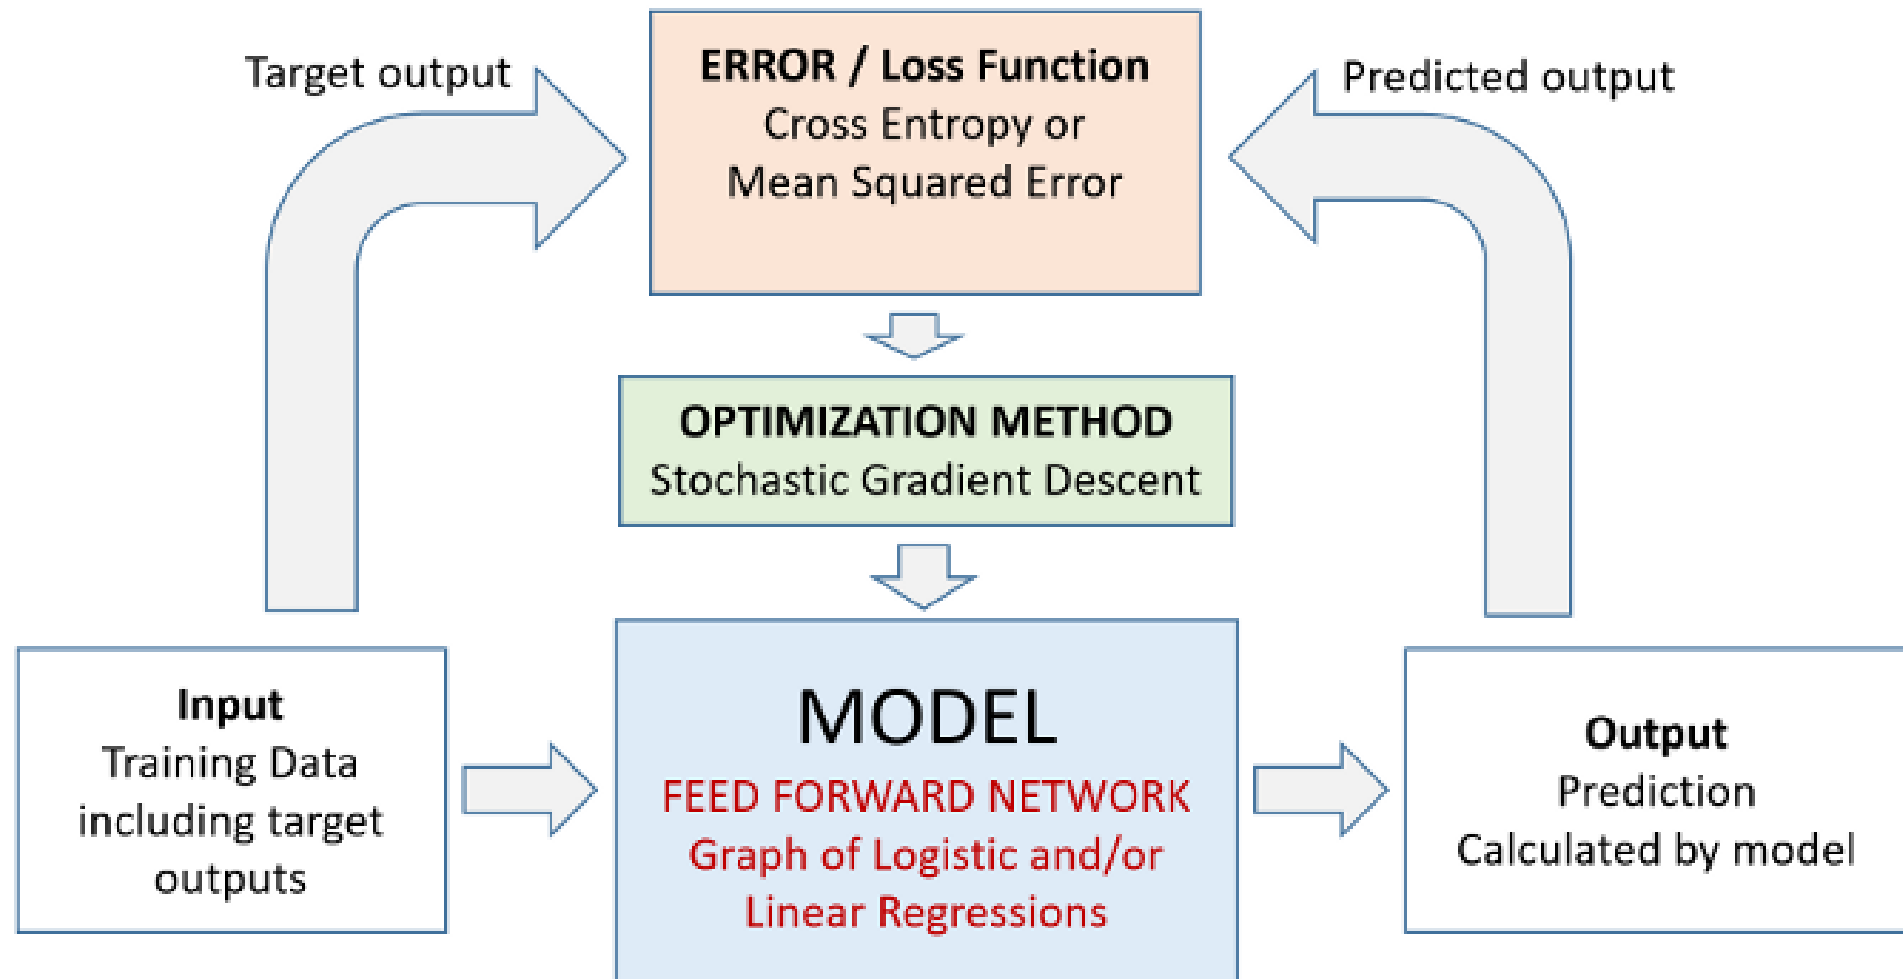 Target output
ERROR / Loss Function
Cross Entropy or
Mean Squared Error
Predicted output
OPTIMIZATION METHOD
Stochastic Gradient Descent
Input
Training Data
including target
outputs
MODEL
FEED FORWARD NETWORK
Graph of Logistic and/or
Linear Regressions
Output
Prediction
Calculated by model